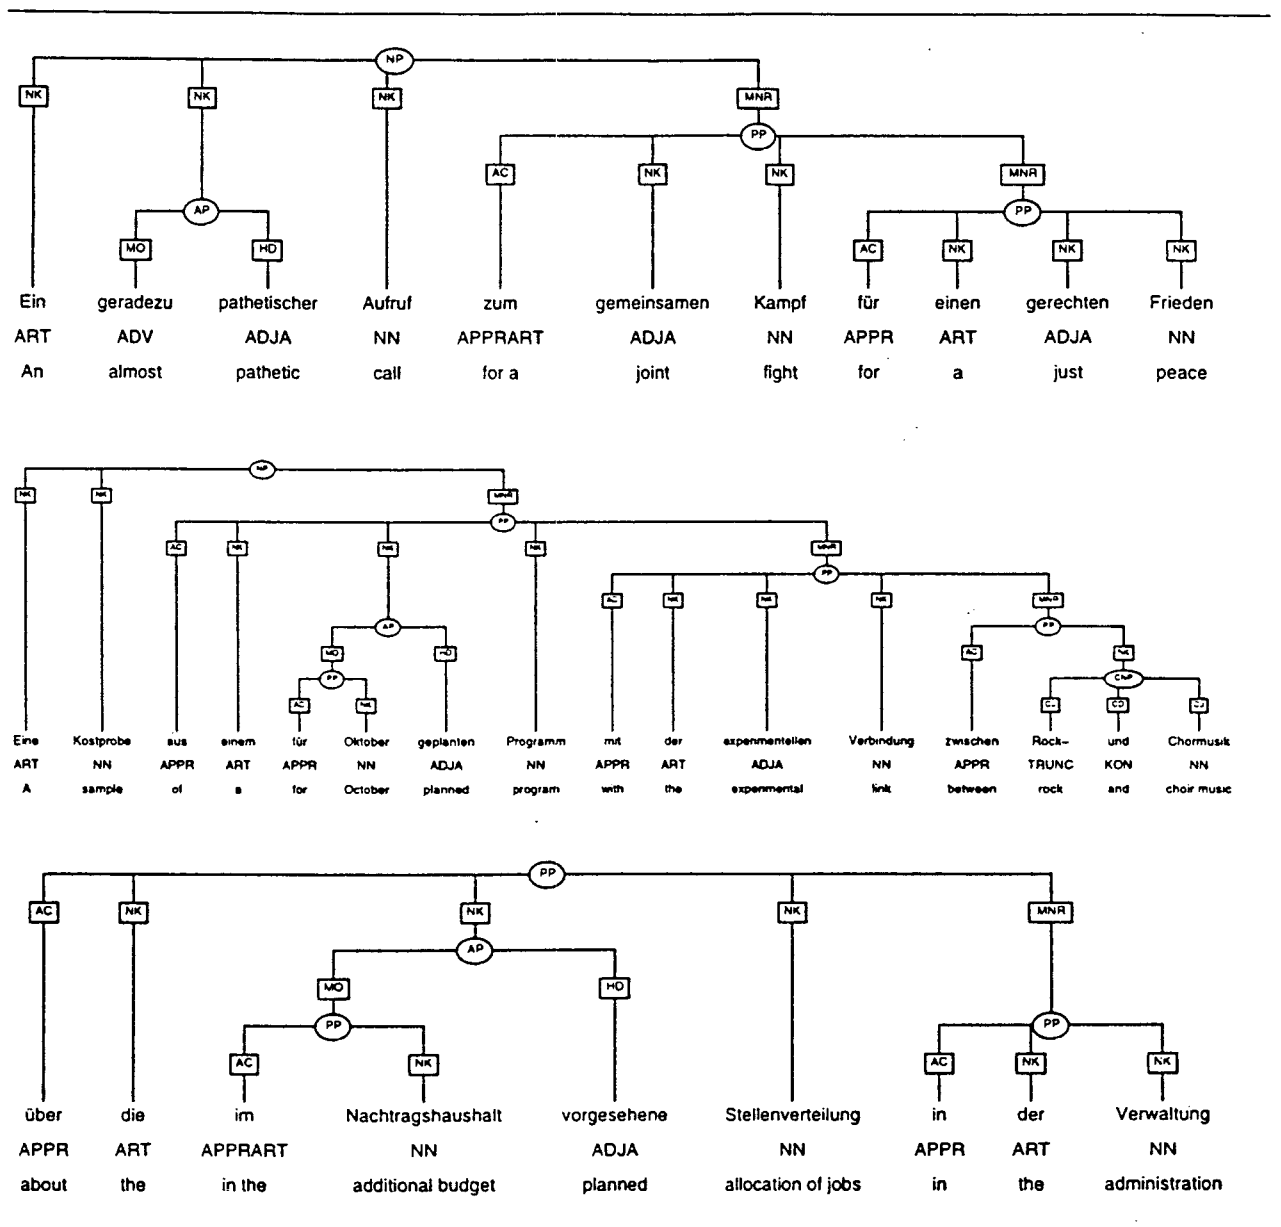 NP
NK NK NK MNR
PP
AC NK NK MNR
AP PP
MO HD AC NK NK NK
Ein geradezu pathetischer Aufruf zum gemeinsamen Kampf für einen gerechten Frieden
ART ADV ADJA NN APPRART ADJA NN APPR ART ADJA NN
An almost pathetic call for a joint fight for a just peace
NP
NK NK MNR
PP
AC NK NK NK MNR
PP
AC NK NK NK MNR
AP PP
MO HD AC NK
PP CNP
AC NK CJ CD CJ
Eine Kostprobe aus einem für Oktober geplanten Programm mit der experimentellen Verbindung zwischen Rock- und Chormusik
ART NN APPR ART APPR NN ADJA NN APPR ART ADJA NN APPR TRUNC KON NN
A sample of a for October planned program with the experimental link between rock and choir music
PP
AC NK NK NK MNR
AP
MO HD
PP PP
AC NK AC NK NK
über die im Nachtragshaushalt vorgesehene Stellenverteilung in der Verwaltung
APPR ART APPRART NN ADJA NN APPR ART NN
about the in the additional budget planned allocation of jobs in the administration